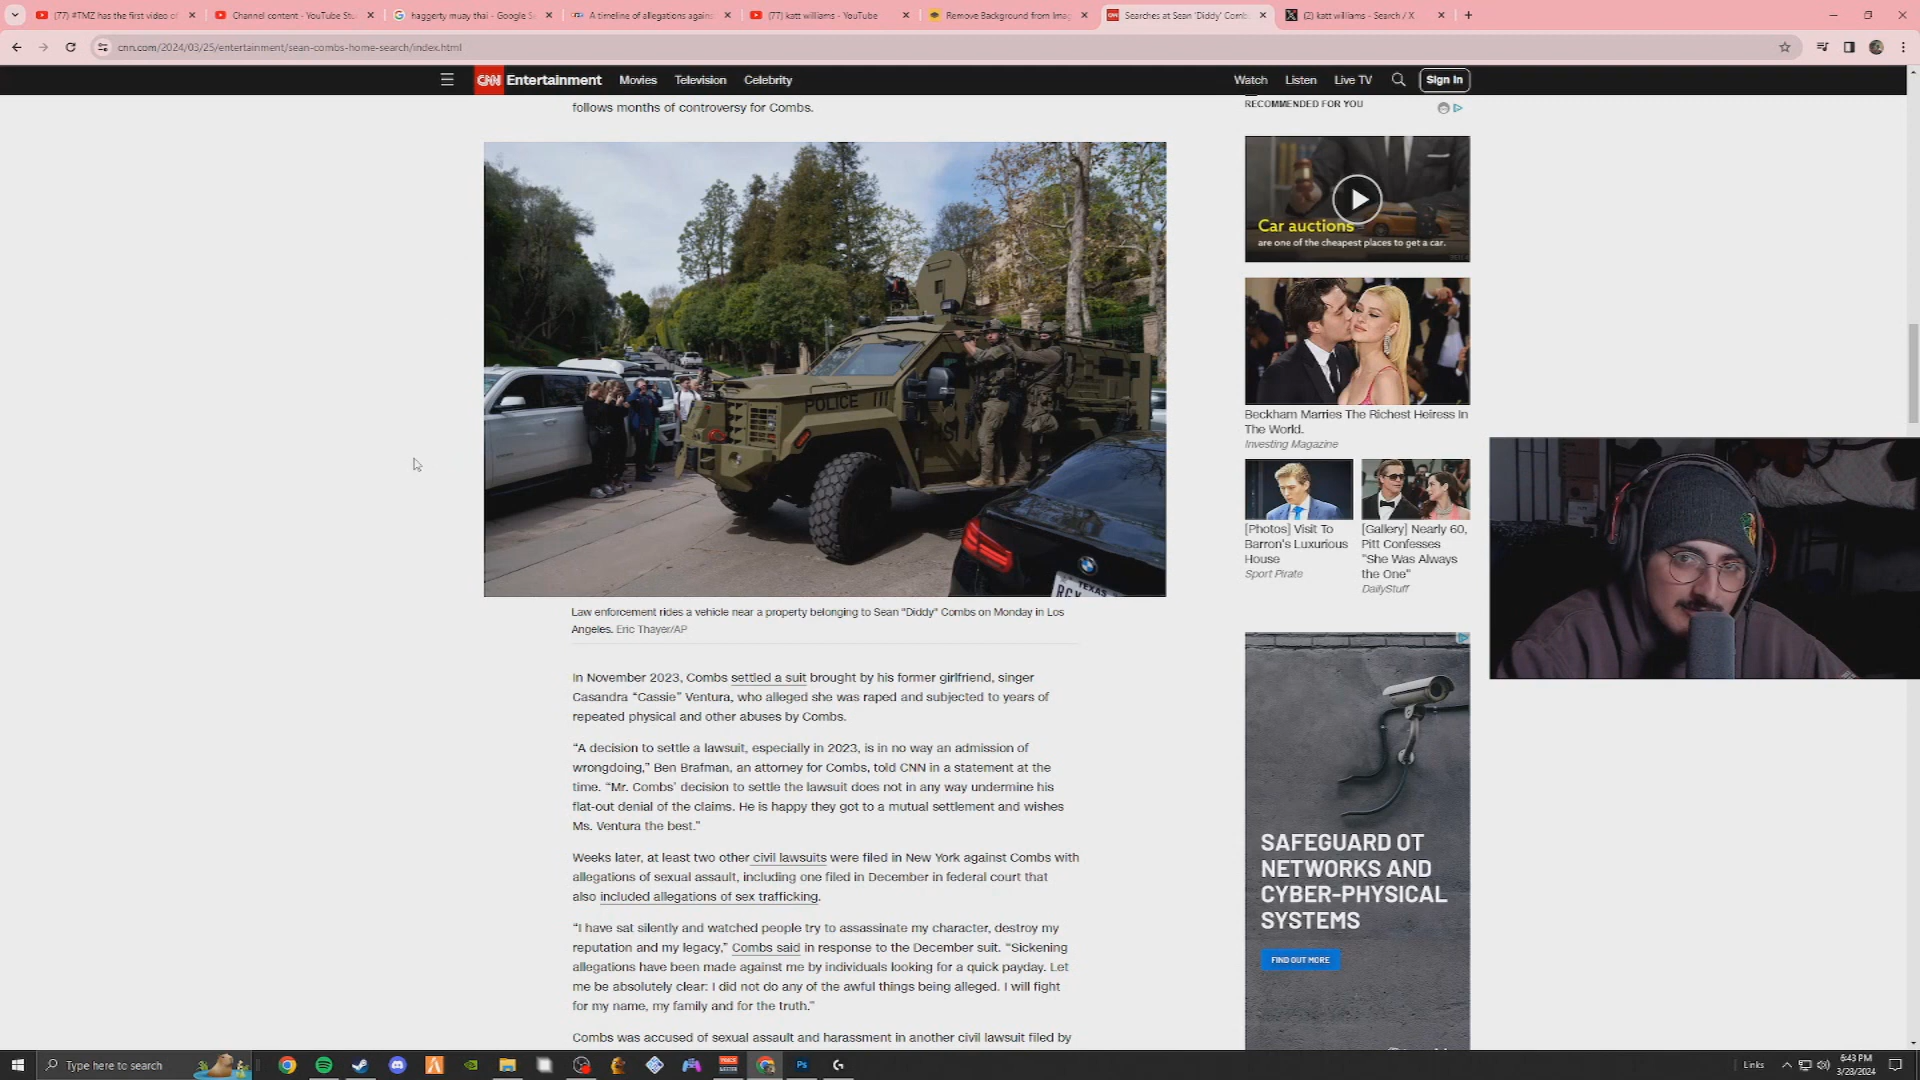 (77) #TMZ has the first video of
Channel content - YouTube Stu
haggerty muay thai - Google Se
A timeline of allegations agains
(77) katt williams - YouTube
Remove Background from Imag
Searches at Sean 'Diddy' Comb
(2) katt williams - Search / X
cnn.com/2024/03/25/entertainment/sean-combs-home-search/index.html
CNN Entertainment Movies Television Celebrity Watch Listen Live TV Sign in
follows months of controversy for Combs.
RECOMMENDED FOR YOU
POLICE
HSI
TEXAS
Car auctions
are one of the cheapest places to get a car.
Beckham Marries The Richest Heiress In
The World.
Investing Magazine
[Photos] Visit To
Barron's Luxurious
House
Sport Pirate
[Gallery] Nearly 60,
Pitt Confesses
"She Was Always
the One"
DailyStuff
Law enforcement rides a vehicle near a property belonging to Sean "Diddy" Combs on Monday in Los
Angeles. Eric Thayer/AP
In November 2023, Combs settled a suit brought by his former girlfriend, singer
Casandra “Cassie” Ventura, who alleged she was raped and subjected to years of
repeated physical and other abuses by Combs.
“A decision to settle a lawsuit, especially in 2023, is in no way an admission of
wrongdoing,” Ben Brafman, an attorney for Combs, told CNN in a statement at the
time. “Mr. Combs’ decision to settle the lawsuit does not in any way undermine his
flat-out denial of the claims. He is happy they got to a mutual settlement and wishes
Ms. Ventura the best.”
Weeks later, at least two other civil lawsuits were filed in New York against Combs with
allegations of sexual assault, including one filed in December in federal court that
also included allegations of sex trafficking.
“I have sat silently and watched people try to assassinate my character, destroy my
reputation and my legacy,” Combs said in response to the December suit. “Sickening
allegations have been made against me by individuals looking for a quick payday. Let
me be absolutely clear: I did not do any of the awful things being alleged. I will fight
for my name, my family and for the truth.”
Combs was accused of sexual assault and harassment in another civil lawsuit filed by
SAFEGUARD OT
NETWORKS AND
CYBER-PHYSICAL
SYSTEMS
FIND OUT MORE
Type here to search
Ps
Links
6:43 PM
3/28/2024